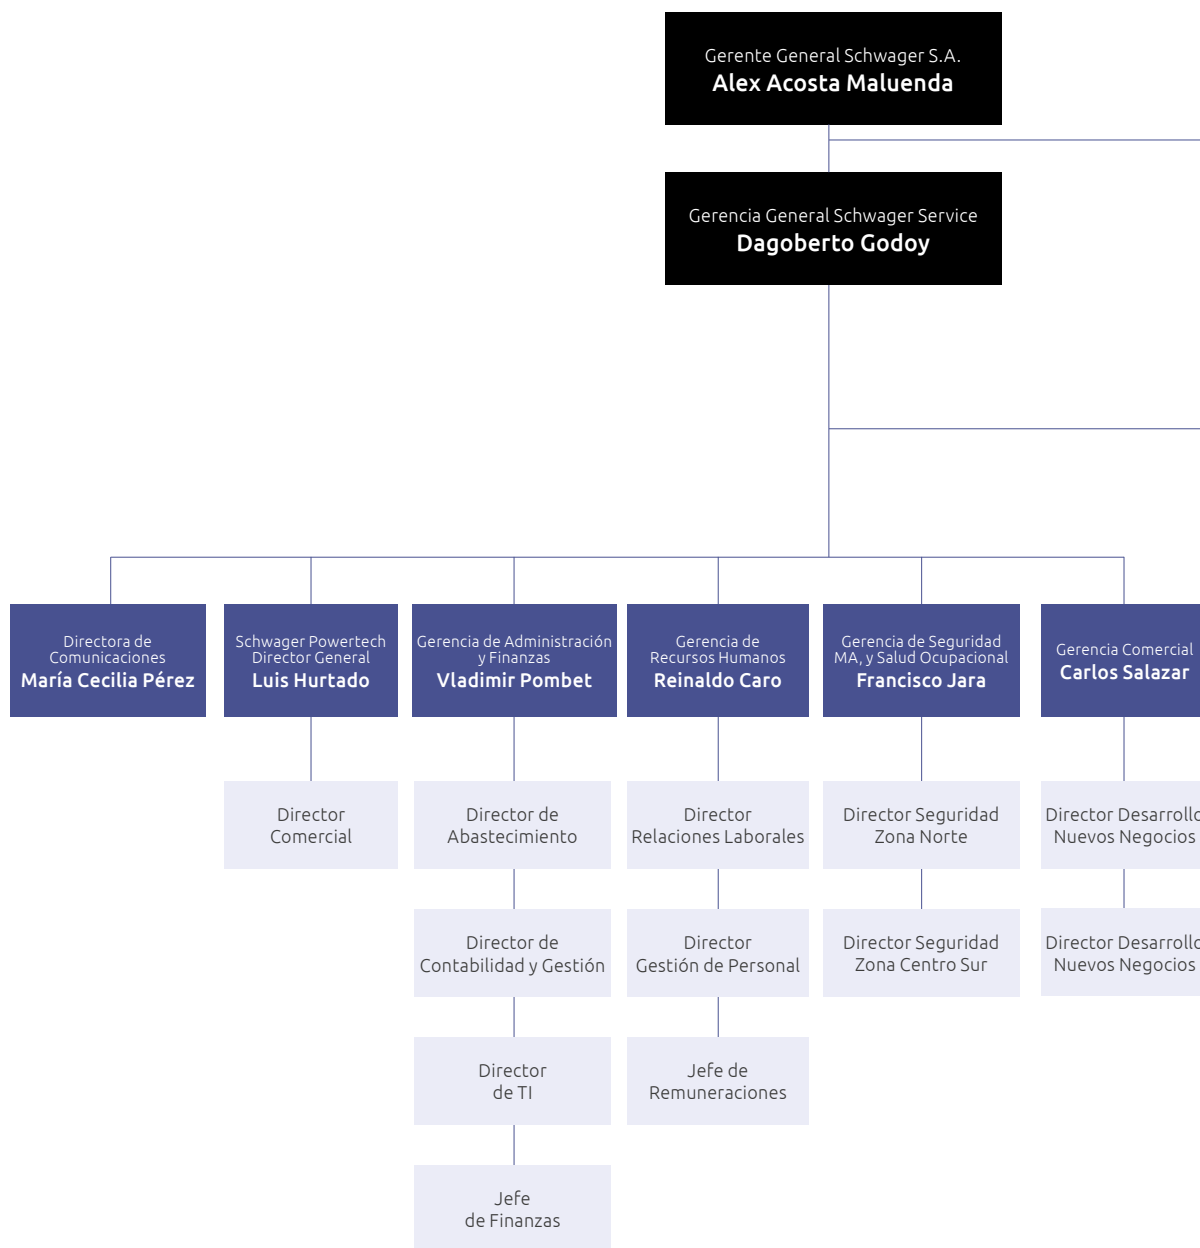 Gerente General Schwager S.A.
Alex Acosta Maluenda
Gerencia General Schwager Service
Dagoberto Godoy
Directora de
Comunicaciones
María Cecilia Pérez
Schwager Powertech
Director General
Luis Hurtado
Gerencia de Administración
y Finanzas
Vladimir Pombet
Gerencia de
Recursos Humanos
Reinaldo Caro
Gerencia de Seguridad
MA, y Salud Ocupacional
Francisco Jara
Gerencia Comercial
Carlos Salazar
Director
Comercial
Director de
Abastecimiento
Director
Relaciones Laborales
Director Seguridad
Zona Norte
Director Desarrollo
Nuevos Negocios
Director de
Contabilidad y Gestión
Director
Gestión de Personal
Director Seguridad
Zona Centro Sur
Director Desarrollo
Nuevos Negocios
Director
de TI
Jefe de
Remuneraciones
Jefe
de Finanzas